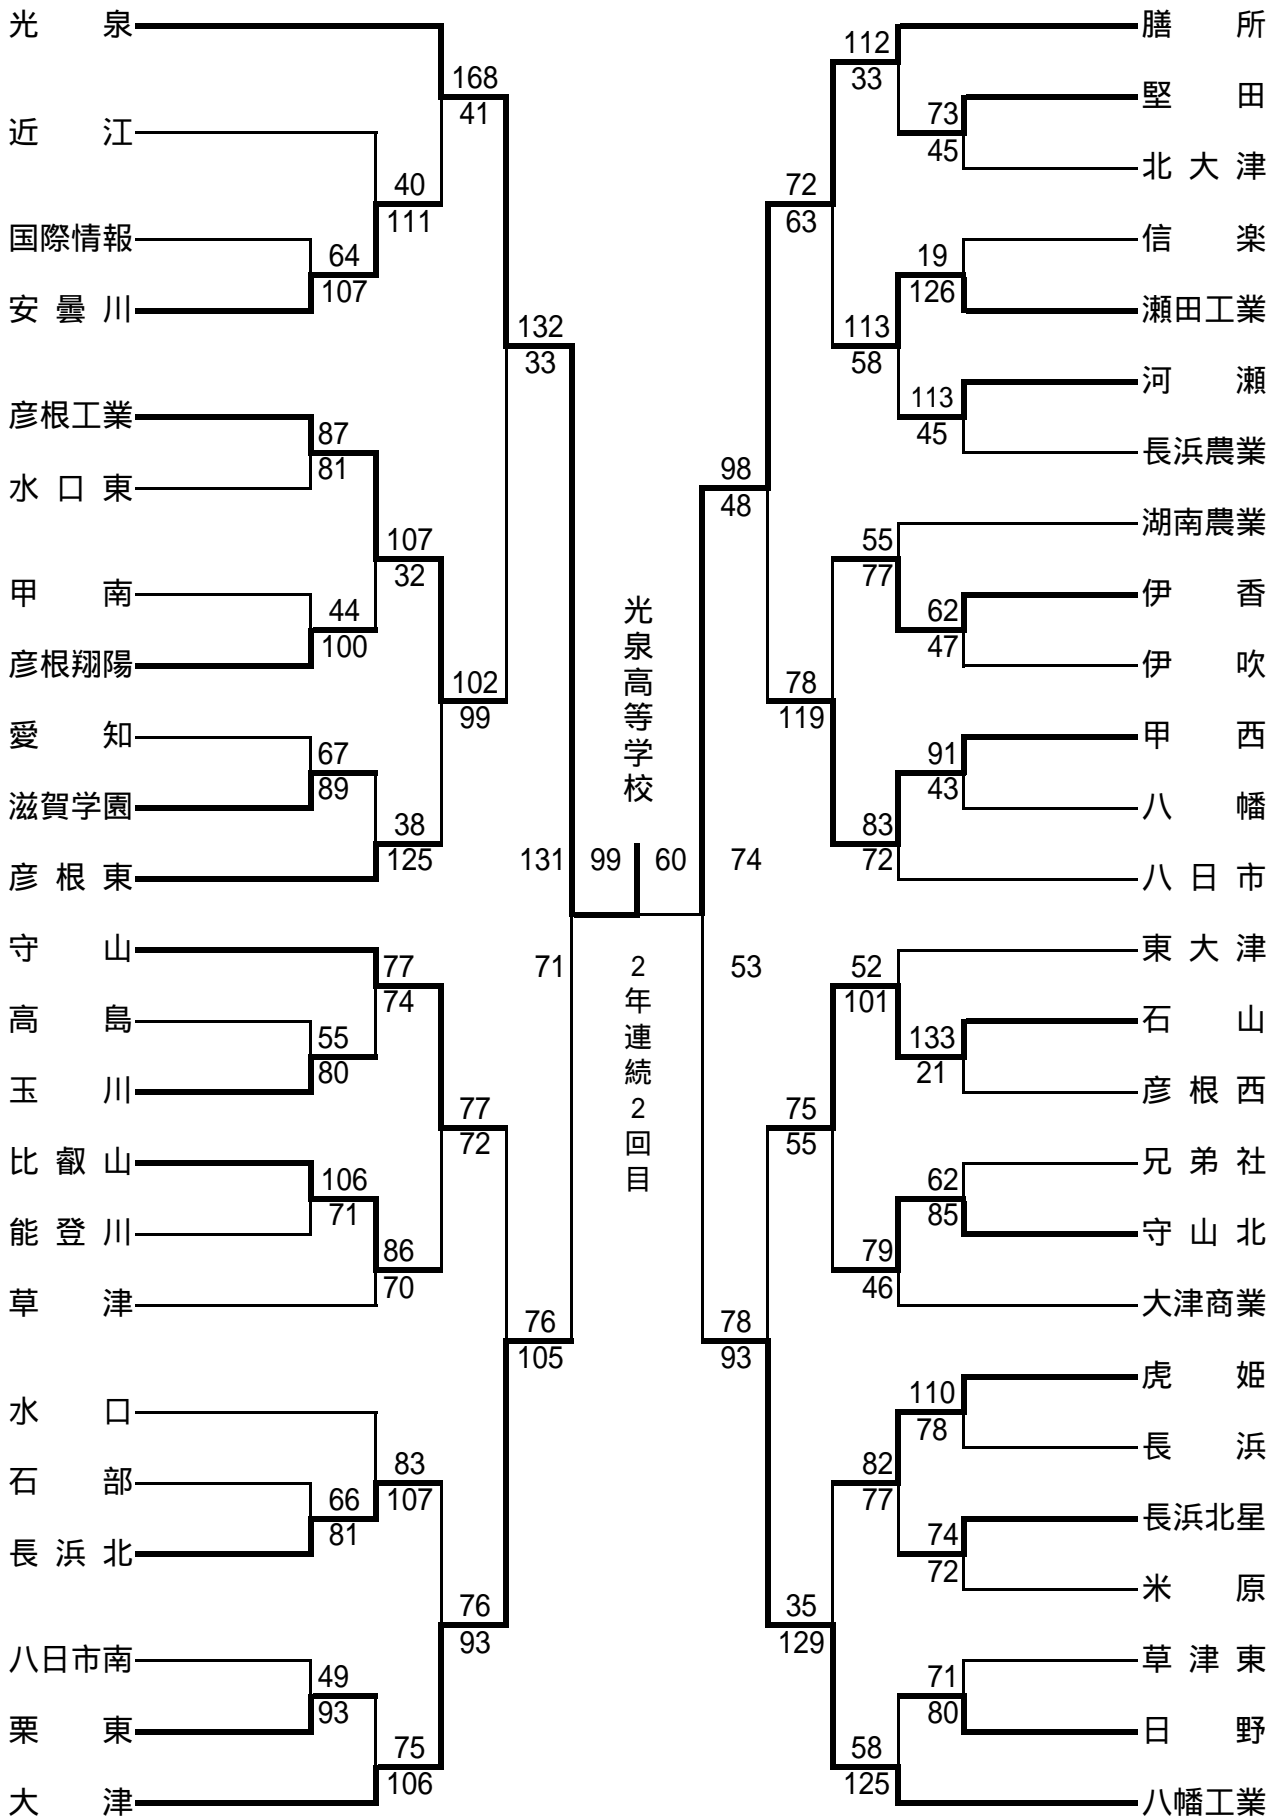 光泉
168
41
近江
40
111
国際情報
64
107
安曇川
132
33
彦根工業
87
81
水口東
107
32
甲南
44
100
彦根翔陽
102
99
愛知
67
89
滋賀学園
38
125
彦根東
131
71
守山
77
74
高島
55
80
玉川
77
72
比叡山
106
71
能登川
86
70
草津
76
105
水口
83
107
石部
66
81
長浜北
76
93
八日市南
49
93
栗東
75
106
大津
光泉高等学校
99 60
2年連続2回目
膳所
112
33
堅田
73
45
北大津
72
63
信楽
19
126
瀬田工業
113
58
河瀬
113
45
長浜農業
98
48
湖南農業
55
77
伊香
62
47
伊吹
78
119
甲西
91
43
八幡
83
72
八日市
74
53
東大津
52
101
石山
133
21
彦根西
75
55
兄弟社
62
85
守山北
79
46
大津商業
78
93
虎姫
110
78
長浜
82
77
長浜北星
74
72
米原
35
129
草津東
71
80
日野
58
125
八幡工業